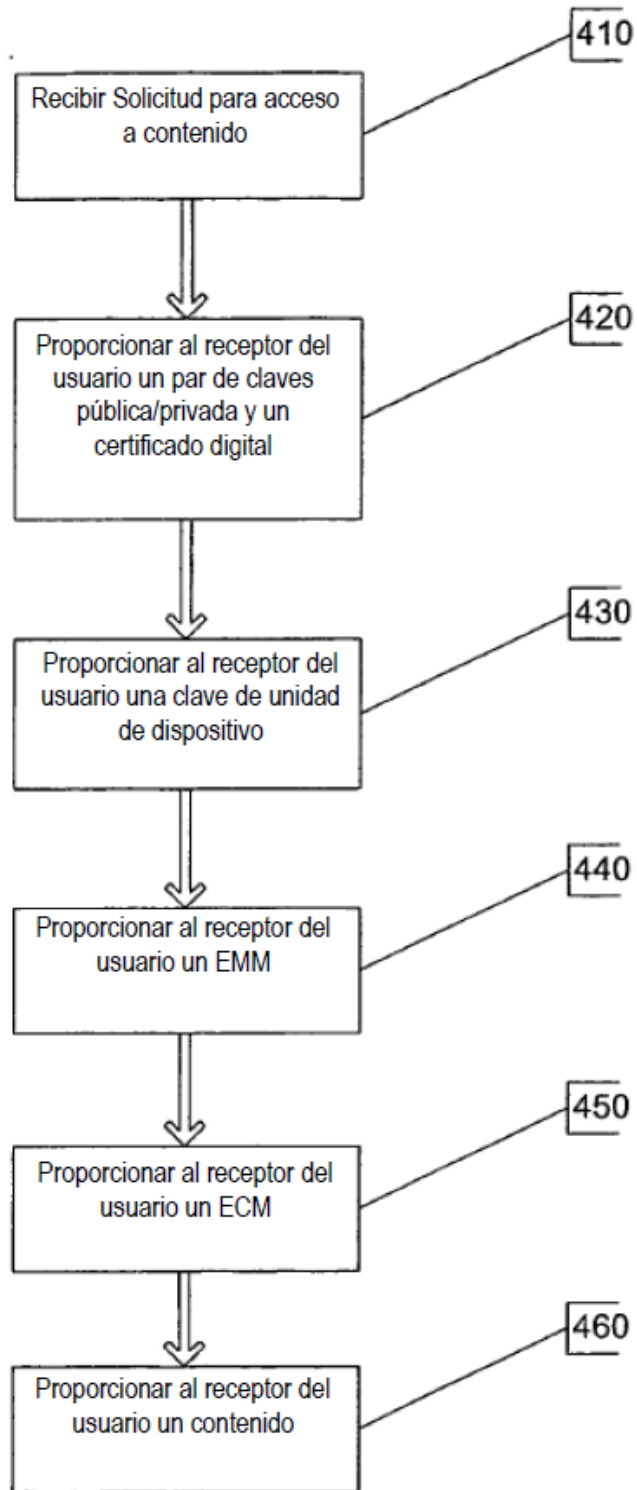 410
Recibir Solicitud para acceso
a contenido
420
Proporcionar al receptor del
usuario un par de claves
pública/privada y un
certificado digital
430
Proporcionar al receptor del
usuario una clave de unidad
de dispositivo
440
Proporcionar al receptor del
usuario un EMM
450
Proporcionar al receptor del
usuario un ECM
460
Proporcionar al receptor del
usuario un contenido